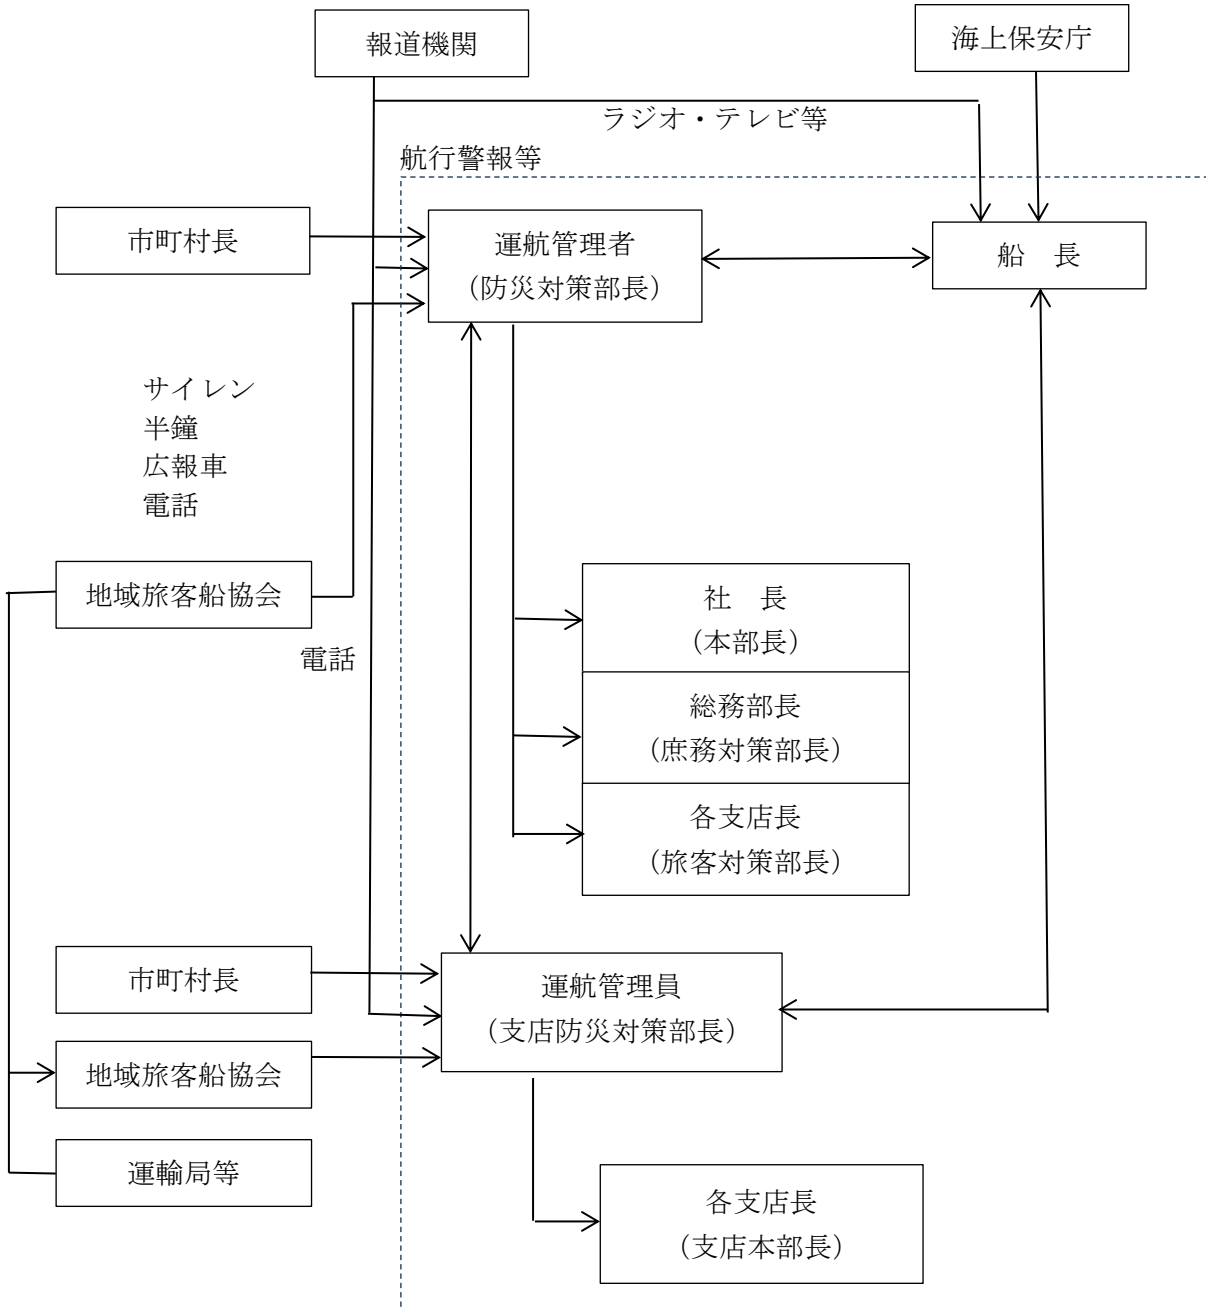 報道機関
海上保安庁
ラジオ・テレビ等
航行警報等
市町村長
運航管理者
（防災対策部長）
船　長
サイレン
半鐘
広報車
電話
地域旅客船協会
電話
社　長
（本部長）
総務部長
（庶務対策部長）
各支店長
（旅客対策部長）
市町村長
運航管理員
（支店防災対策部長）
地域旅客船協会
運輸局等
各支店長
（支店本部長）